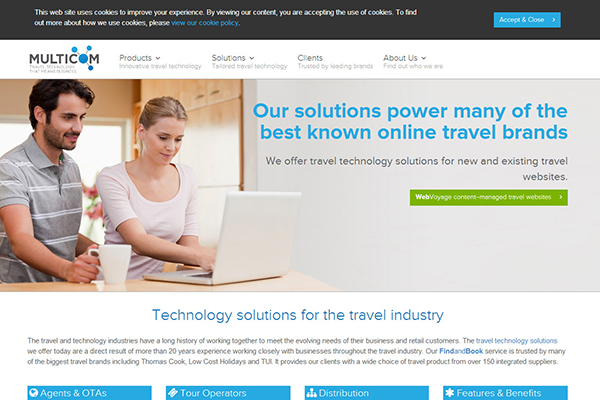 This web site uses cookies to improve your experience. By viewing our content, you are accepting the use of cookies. To find
out more about how we use cookies, please view our cookie policy.
Accept & Close
MULTICOM
TRAVEL TECHNOLOGY
THAT MEANS BUSINESS
Products
Innovative travel technology
Solutions
Tailored travel technology
Clients
Trusted by leading brands
About Us
Find out who we are
Our solutions power many of the
best known online travel brands
We offer travel technology solutions for new and existing travel
websites.
WebVoyage content-managed travel websites
Technology solutions for the travel industry
The travel and technology industries have a long history of working together to meet the evolving needs of their business and retail customers. The travel technology solutions
we offer today are a direct result of more than 20 years experience working closely with businesses throughout the travel industry. Our FindandBook service is trusted by many
of the biggest travel brands including Thomas Cook, Low Cost Holidays and TUI. It provides our clients with a wide choice of travel product from over 150 integrated suppliers.
Agents & OTAs
Tour Operators
Distribution
Features & Benefits